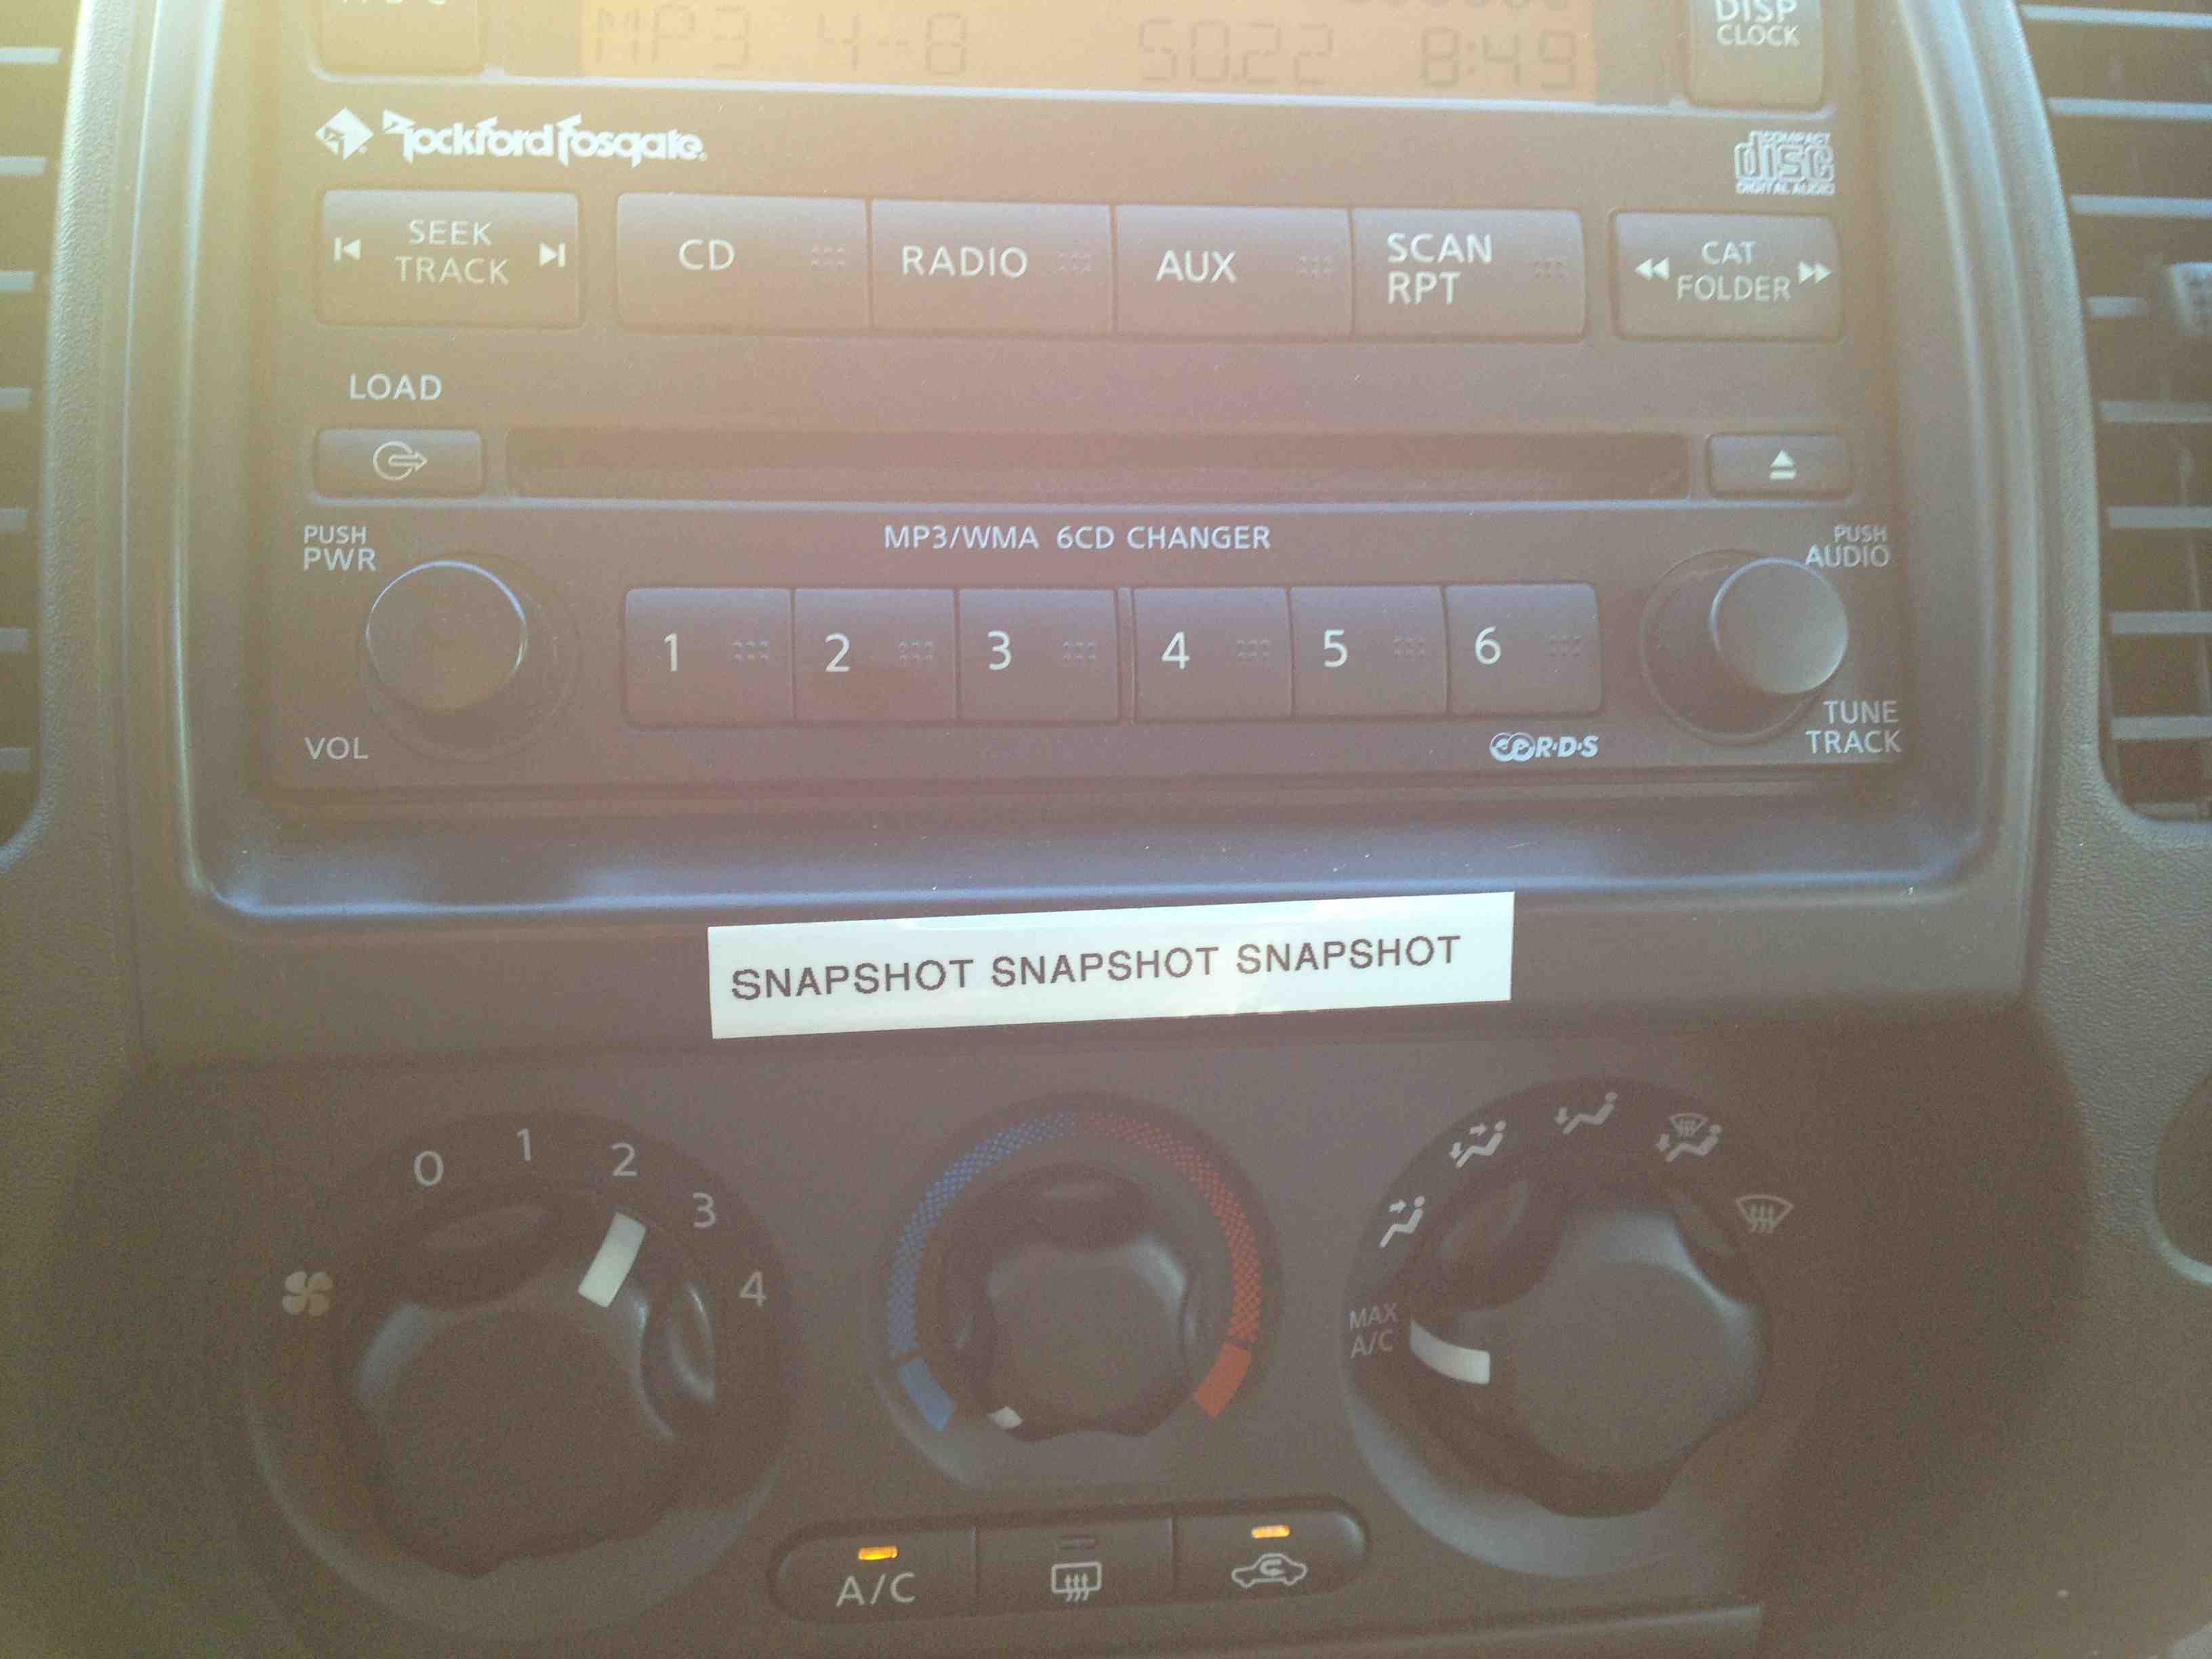 MP3 4-8 50.22 8:49
DISP
CLOCK
Rockford Fosgate
COMPACT
disc
DIGITAL AUDIO
SEEK
TRACK
CD
RADIO
AUX
SCAN
RPT
CAT
FOLDER
LOAD
MP3/WMA 6CD CHANGER
PUSH
PWR
PUSH
AUDIO
1 2 3 4 5 6
VOL
R·D·S
TUNE
TRACK
SNAPSHOT SNAPSHOT SNAPSHOT
0 1 2 3 4
MAX
A/C
A/C